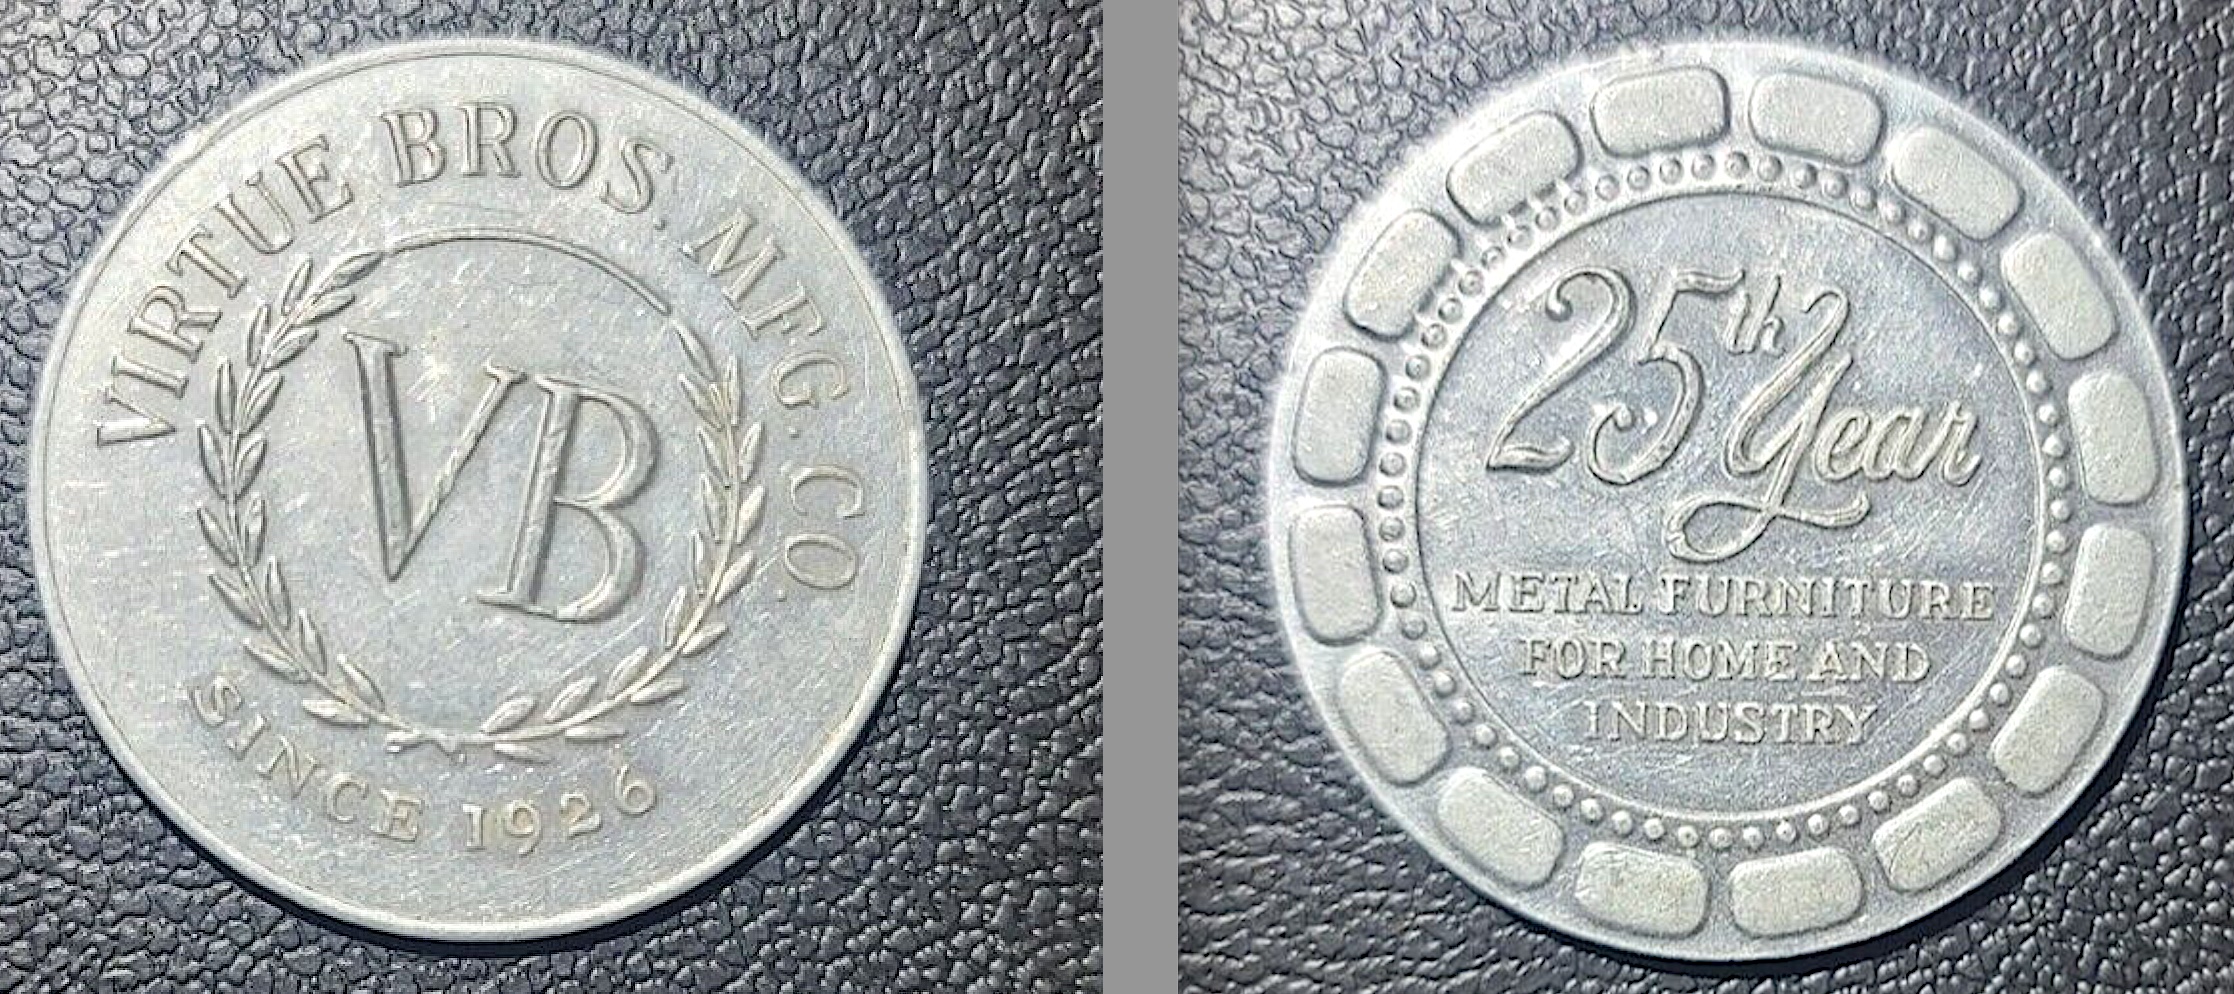 VIRTUE BROS. MFG. CO.
VB
SINCE 1926
25th Year
METAL FURNITURE
FOR HOME AND
INDUSTRY